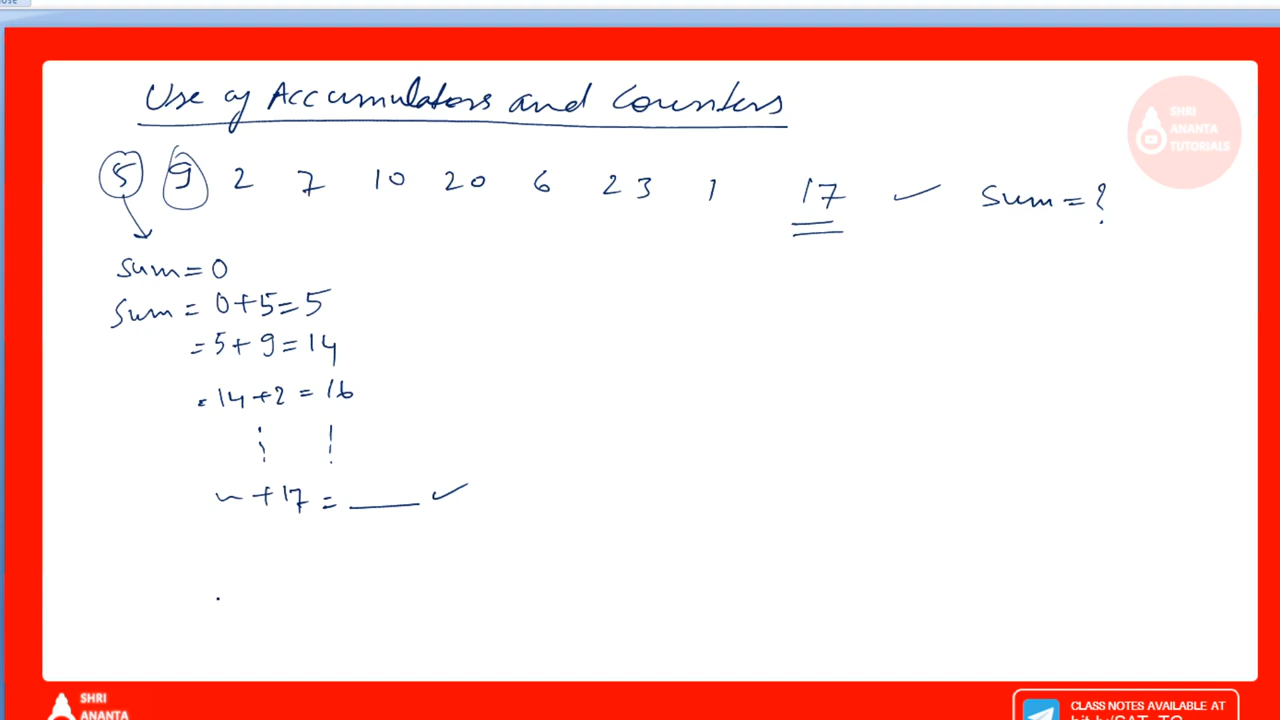 Use of Accumulators and Counters
SHRI
ANANTA
TUTORIALS
5 9 2 7 10 20 6 23 1 17 ✓ Sum = ?
Sum = 0
Sum = 0+5 = 5
= 5+9 = 14
= 14+2 = 16
+17 = ___ ✓
SHRI
ANANTA
CLASS NOTES AVAILABLE AT